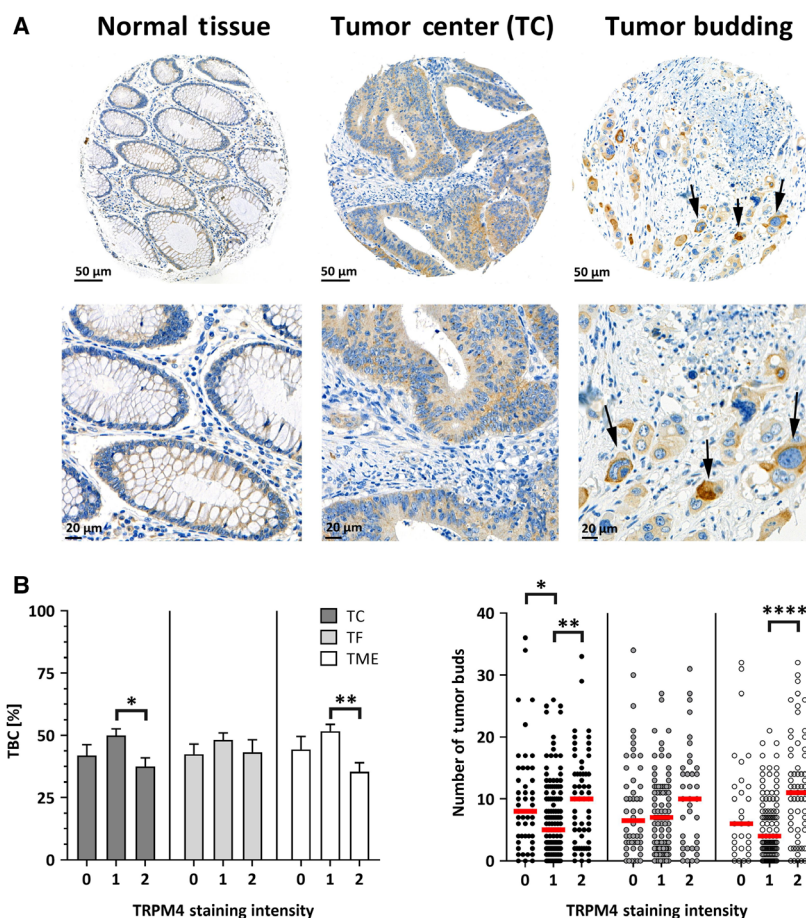 A
Normal tissue
Tumor center (TC)
Tumor budding
50 µm
50 µm
50 µm
20 µm
20 µm
20 µm
B
TBC [%]
100
75
50
25
0
TC
TF
TME
*
**
0 1 2 0 1 2 0 1 2
TRPM4 staining intensity
Number of tumor buds
40
30
20
10
0
*
**
****
0 1 2 0 1 2 0 1 2
TRPM4 staining intensity